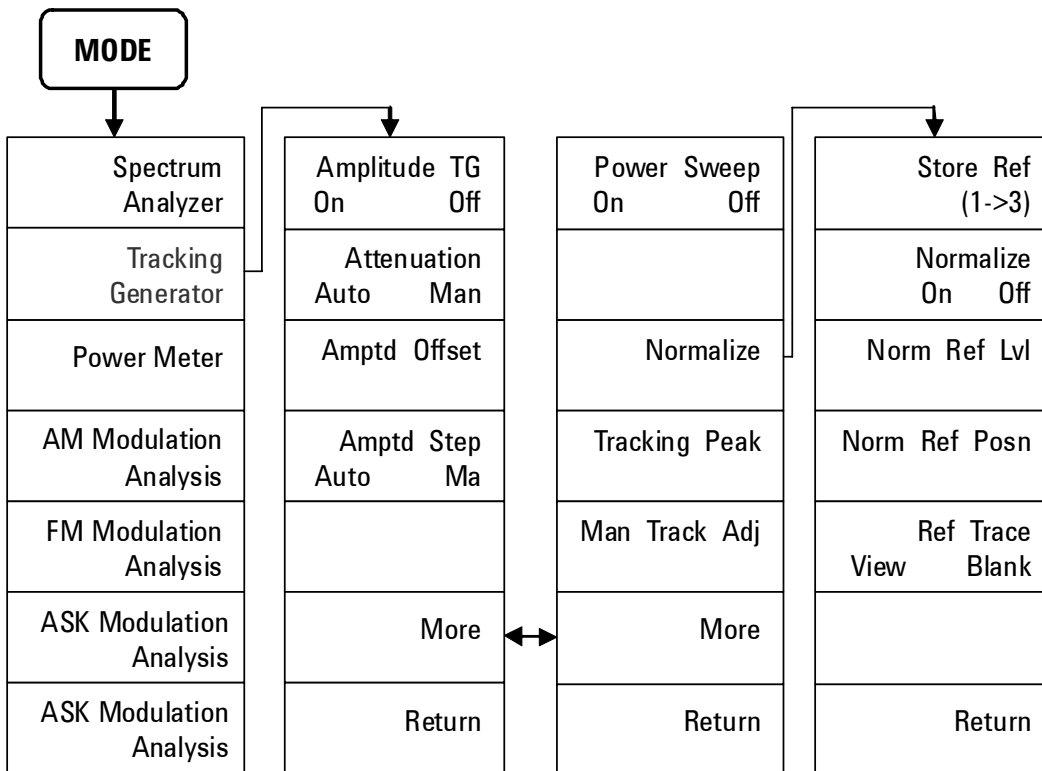 MODE
Spectrum
Analyzer
Tracking
Generator
Power Meter
AM Modulation
Analysis
FM Modulation
Analysis
ASK Modulation
Analysis
ASK Modulation
Analysis
Amplitude TG
On Off
Attenuation
Auto Man
Amptd Offset
Amptd Step
Auto Ma
More
Return
Power Sweep
On Off
Normalize
Tracking Peak
Man Track Adj
More
Return
Store Ref
(1->3)
Normalize
On Off
Norm Ref Lvl
Norm Ref Posn
Ref Trace
View Blank
Return